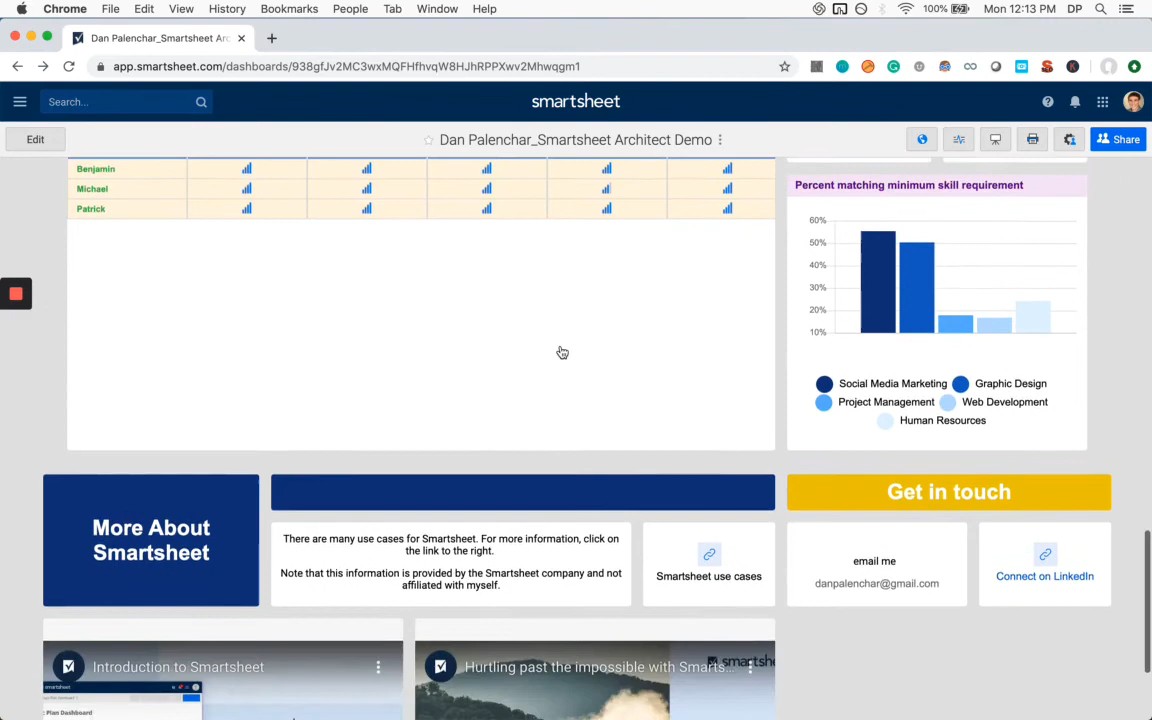 Chrome File Edit View History Bookmarks People Tab Window Help 100% Mon 12:13 PM DP
Dan Palenchar_Smartsheet Arc
app.smartsheet.com/dashboards/938gfJv2MC3wxMQFHfhvqW8HJhRPPXwv2Mhwqgm1
Search...
smartsheet
Edit
Dan Palenchar_Smartsheet Architect Demo
Share
Benjamin
Michael
Patrick
Percent matching minimum skill requirement
60%
50%
40%
30%
20%
10%
Social Media Marketing
Graphic Design
Project Management
Web Development
Human Resources
More About
Smartsheet
There are many use cases for Smartsheet. For more information, click on
the link to the right.
Note that this information is provided by the Smartsheet company and not
affiliated with myself.
Smartsheet use cases
Get in touch
email me
danpalenchar@gmail.com
Connect on LinkedIn
Introduction to Smartsheet
Hurtling past the impossible with Smarts...
smartshe
smartsheet
Plan Dashboard